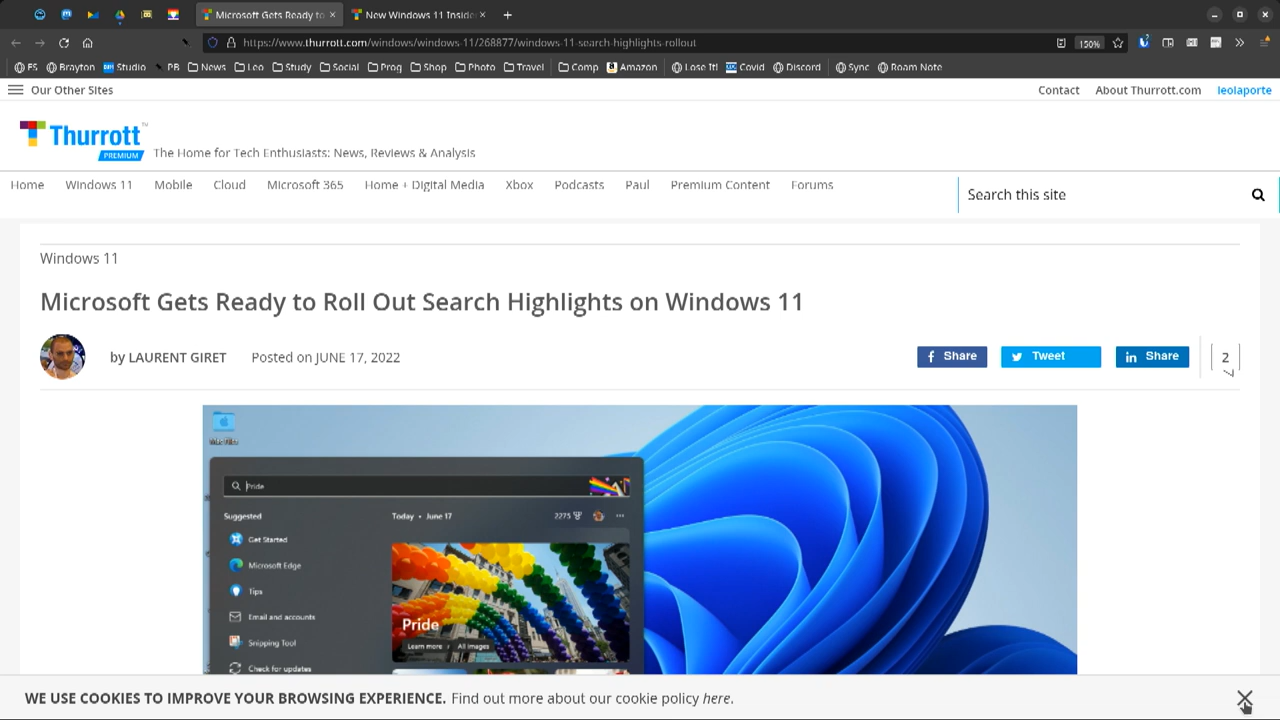 Microsoft Gets Ready to
New Windows 11 Inside
https://www.thurrott.com/windows/windows-11/268877/windows-11-search-highlights-rollout
150%
FS Brayton Studio PB News Leo Study Social Prog Shop Photo Travel Comp Amazon Lose It! Covid Discord Sync Roam Note
Our Other Sites
Contact About Thurrott.com leolaporte
Thurrott
PREMIUM
The Home for Tech Enthusiasts: News, Reviews & Analysis
Home Windows 11 Mobile Cloud Microsoft 365 Home + Digital Media Xbox Podcasts Paul Premium Content Forums
Search this site
Windows 11
Microsoft Gets Ready to Roll Out Search Highlights on Windows 11
by LAURENT GIRET Posted on JUNE 17, 2022
Share Tweet Share 2
Mac Files
Pride
Suggested
Today • June 17
2275
Get Started
Microsoft Edge
Tips
Email and accounts
Snipping Tool
Check for updates
Pride
Learn more › All images
WE USE COOKIES TO IMPROVE YOUR BROWSING EXPERIENCE. Find out more about our cookie policy here.